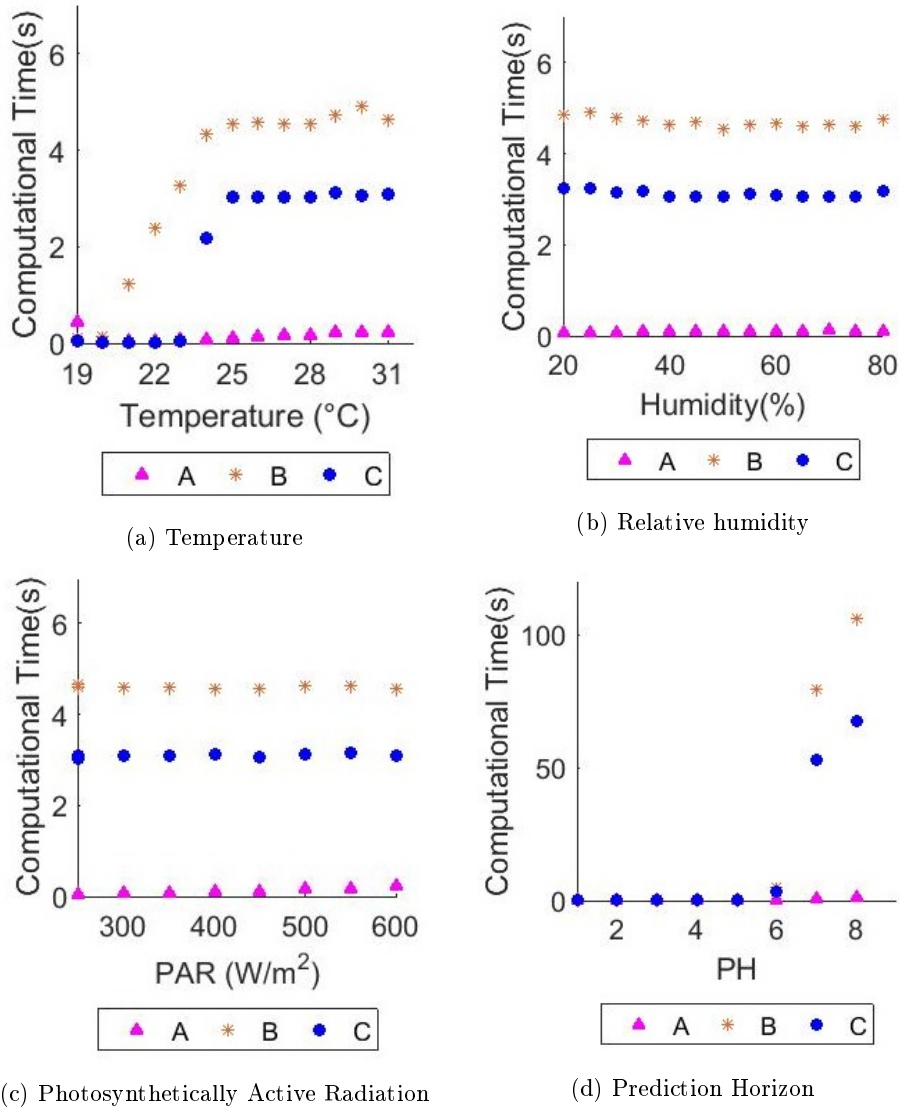 Computational Time(s)
6
4
2
0
19 22 25 28 31
Temperature (°C)
A B C
(a) Temperature
Computational Time(s)
6
4
2
0
20 40 60 80
Humidity(%)
A B C
(b) Relative humidity
Computational Time(s)
6
4
2
0
300 400 500 600
PAR (W/m²)
A B C
(c) Photosynthetically Active Radiation
Computational Time(s)
100
50
0
2 4 6 8
PH
A B C
(d) Prediction Horizon